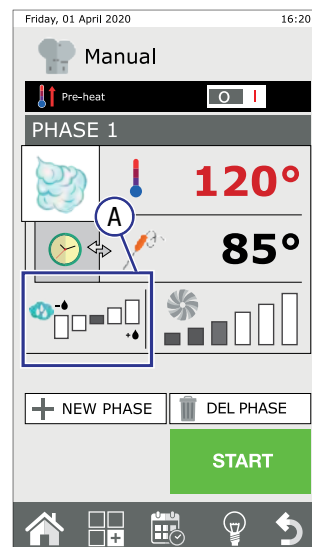 Friday, 01 April 2020 16:20
Manual
Pre-heat O I
PHASE 1
120°
A
85°
NEW PHASE DEL PHASE
START